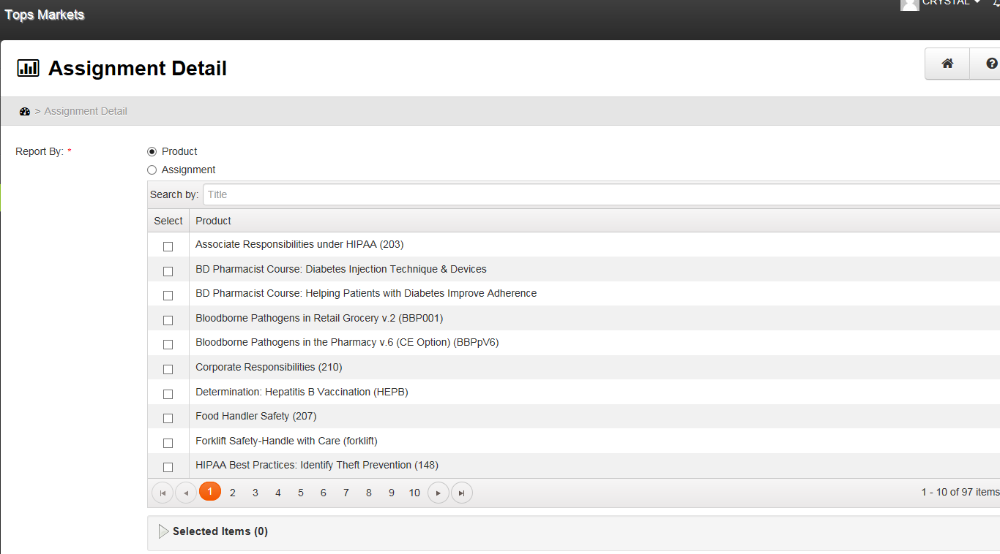 Tops Markets
CRYSTAL
Assignment Detail
> Assignment Detail
Report By: *
Product
Assignment
Search by: Title
Select Product
Associate Responsibilities under HIPAA (203)
BD Pharmacist Course: Diabetes Injection Technique & Devices
BD Pharmacist Course: Helping Patients with Diabetes Improve Adherence
Bloodborne Pathogens in Retail Grocery v.2 (BBP001)
Bloodborne Pathogens in the Pharmacy v.6 (CE Option) (BBPpV6)
Corporate Responsibilities (210)
Determination: Hepatitis B Vaccination (HEPB)
Food Handler Safety (207)
Forklift Safety-Handle with Care (forklift)
HIPAA Best Practices: Identify Theft Prevention (148)
1 2 3 4 5 6 7 8 9 10 1 - 10 of 97 items
Selected Items (0)